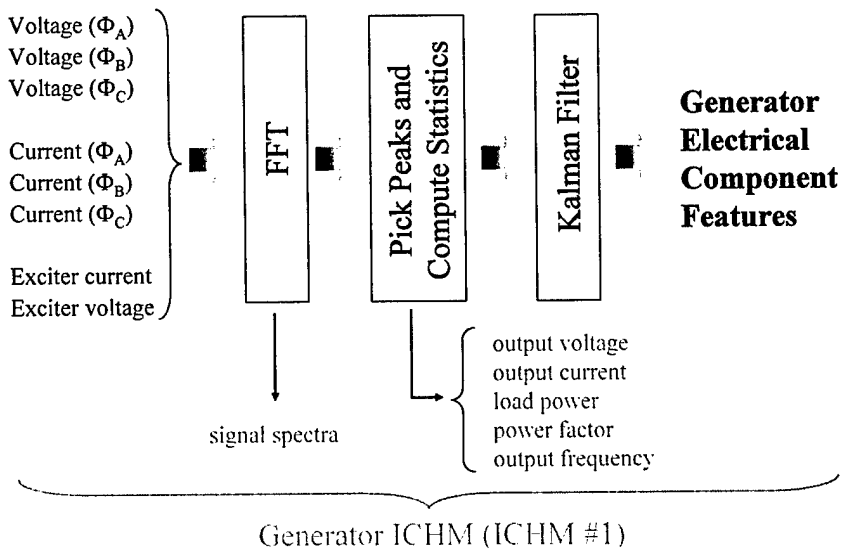 Voltage (Φ_A)
Voltage (Φ_B)
Voltage (Φ_C)
Current (Φ_A)
Current (Φ_B)
Current (Φ_C)
Exciter current
Exciter voltage
FFT
Pick Peaks and
Compute Statistics
Kalman Filter
Generator
Electrical
Component
Features
signal spectra
output voltage
output current
load power
power factor
output frequency
Generator ICHM (ICHM #1)